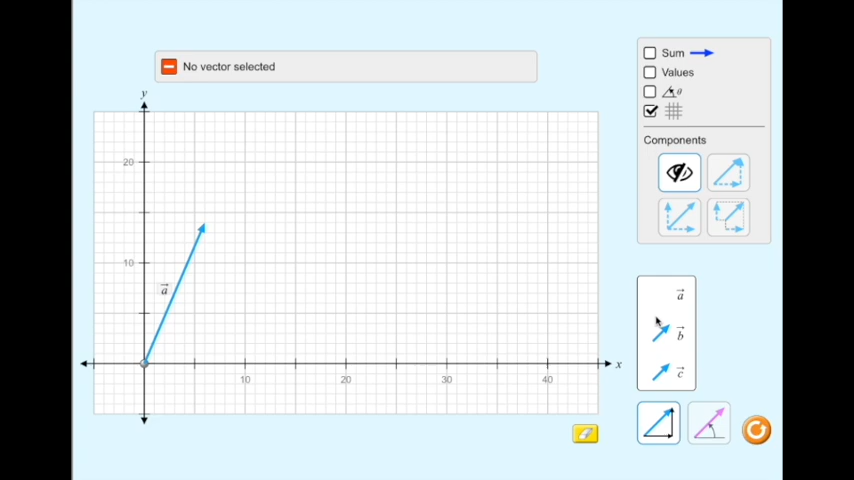 No vector selected
Sum
Values
θ
Components
y
20
10
a
x
10
20
30
40
a
b
c